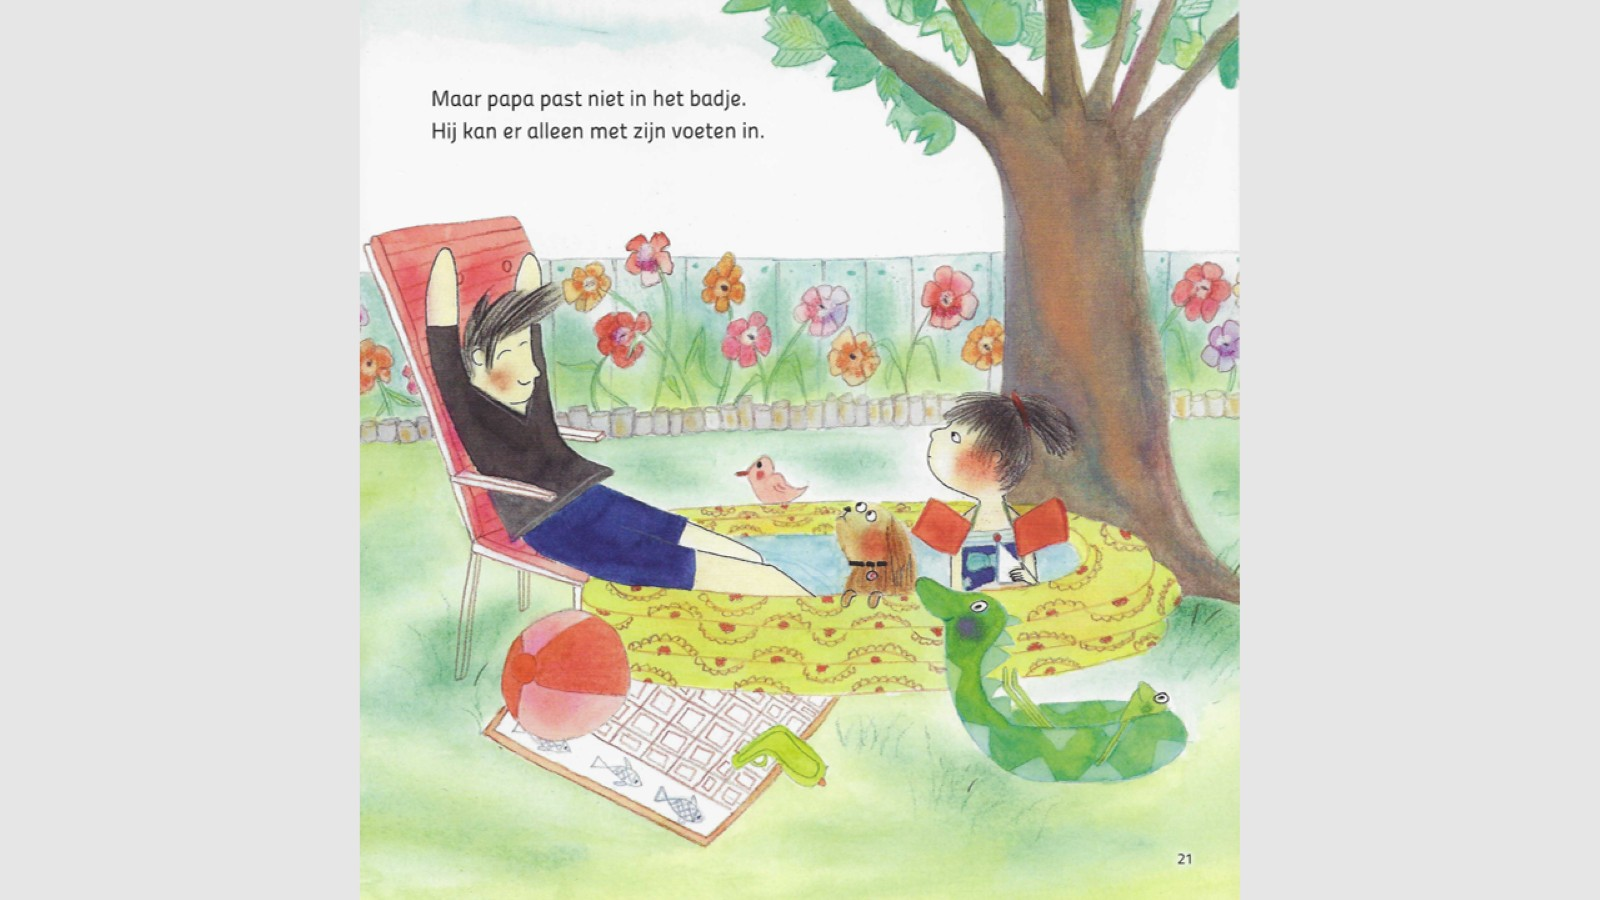 Maar papa past niet in het badje.
Hij kan er alleen met zijn voeten in.
21